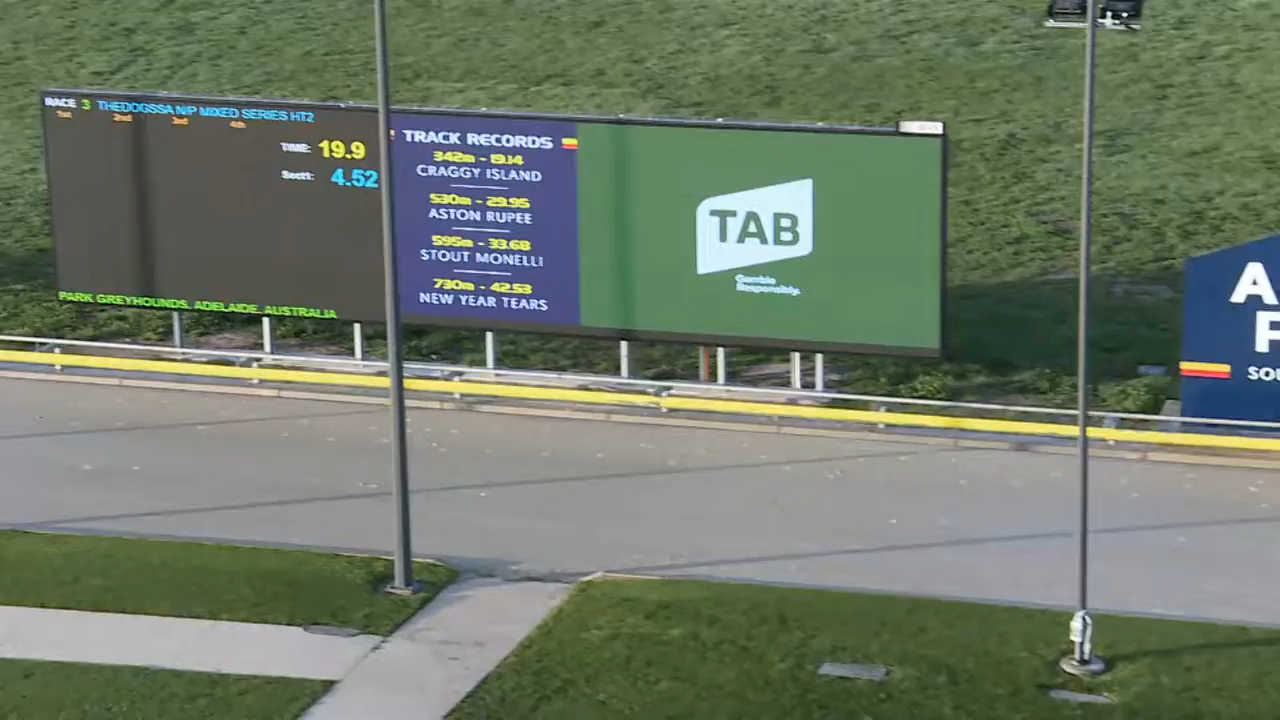 RACE 3 THEDOGSSA N/P MIXED SERIES HT2
1st 2nd 3rd 4th
TIME: 19.9
Sect1: 4.52
PARK GREYHOUNDS, ADELAIDE, AUSTRALIA
TRACK RECORDS
342m - 19.14
CRAGGY ISLAND
530m - 29.95
ASTON RUPEE
595m - 33.68
STOUT MONELLI
730m - 42.53
NEW YEAR TEARS
TAB
Gamble
Responsibly.
A
P
SOU